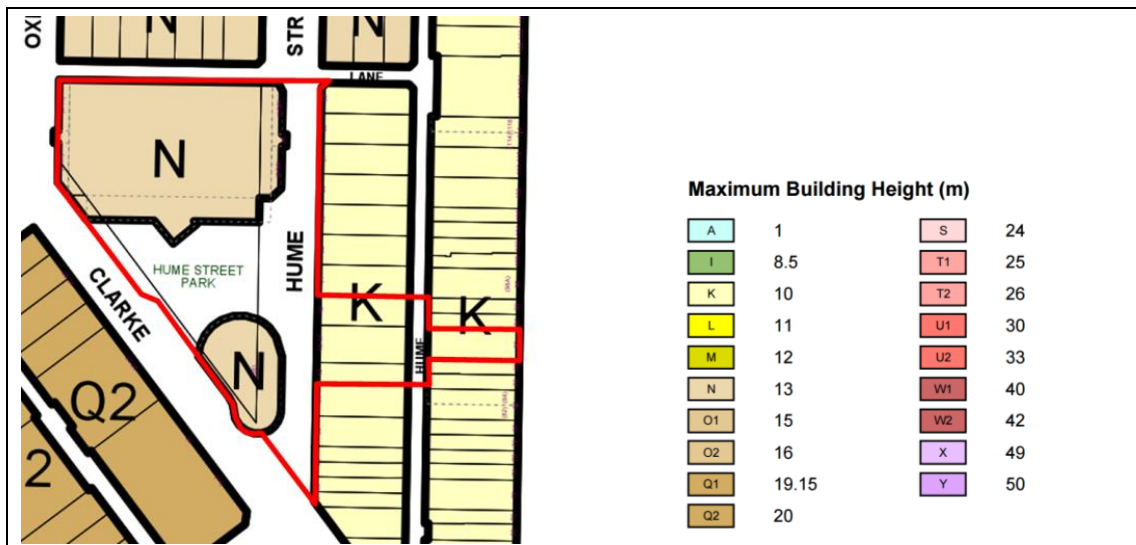 OXI
N
STR
N
LANE
N
HUME
HUME STREET
PARK
CLARKE
K
K
HUME
N
Q2
2
Maximum Building Height (m)
A 1
I 8.5
K 10
L 11
M 12
N 13
O1 15
O2 16
Q1 19.15
Q2 20
S 24
T1 25
T2 26
U1 30
U2 33
W1 40
W2 42
X 49
Y 50